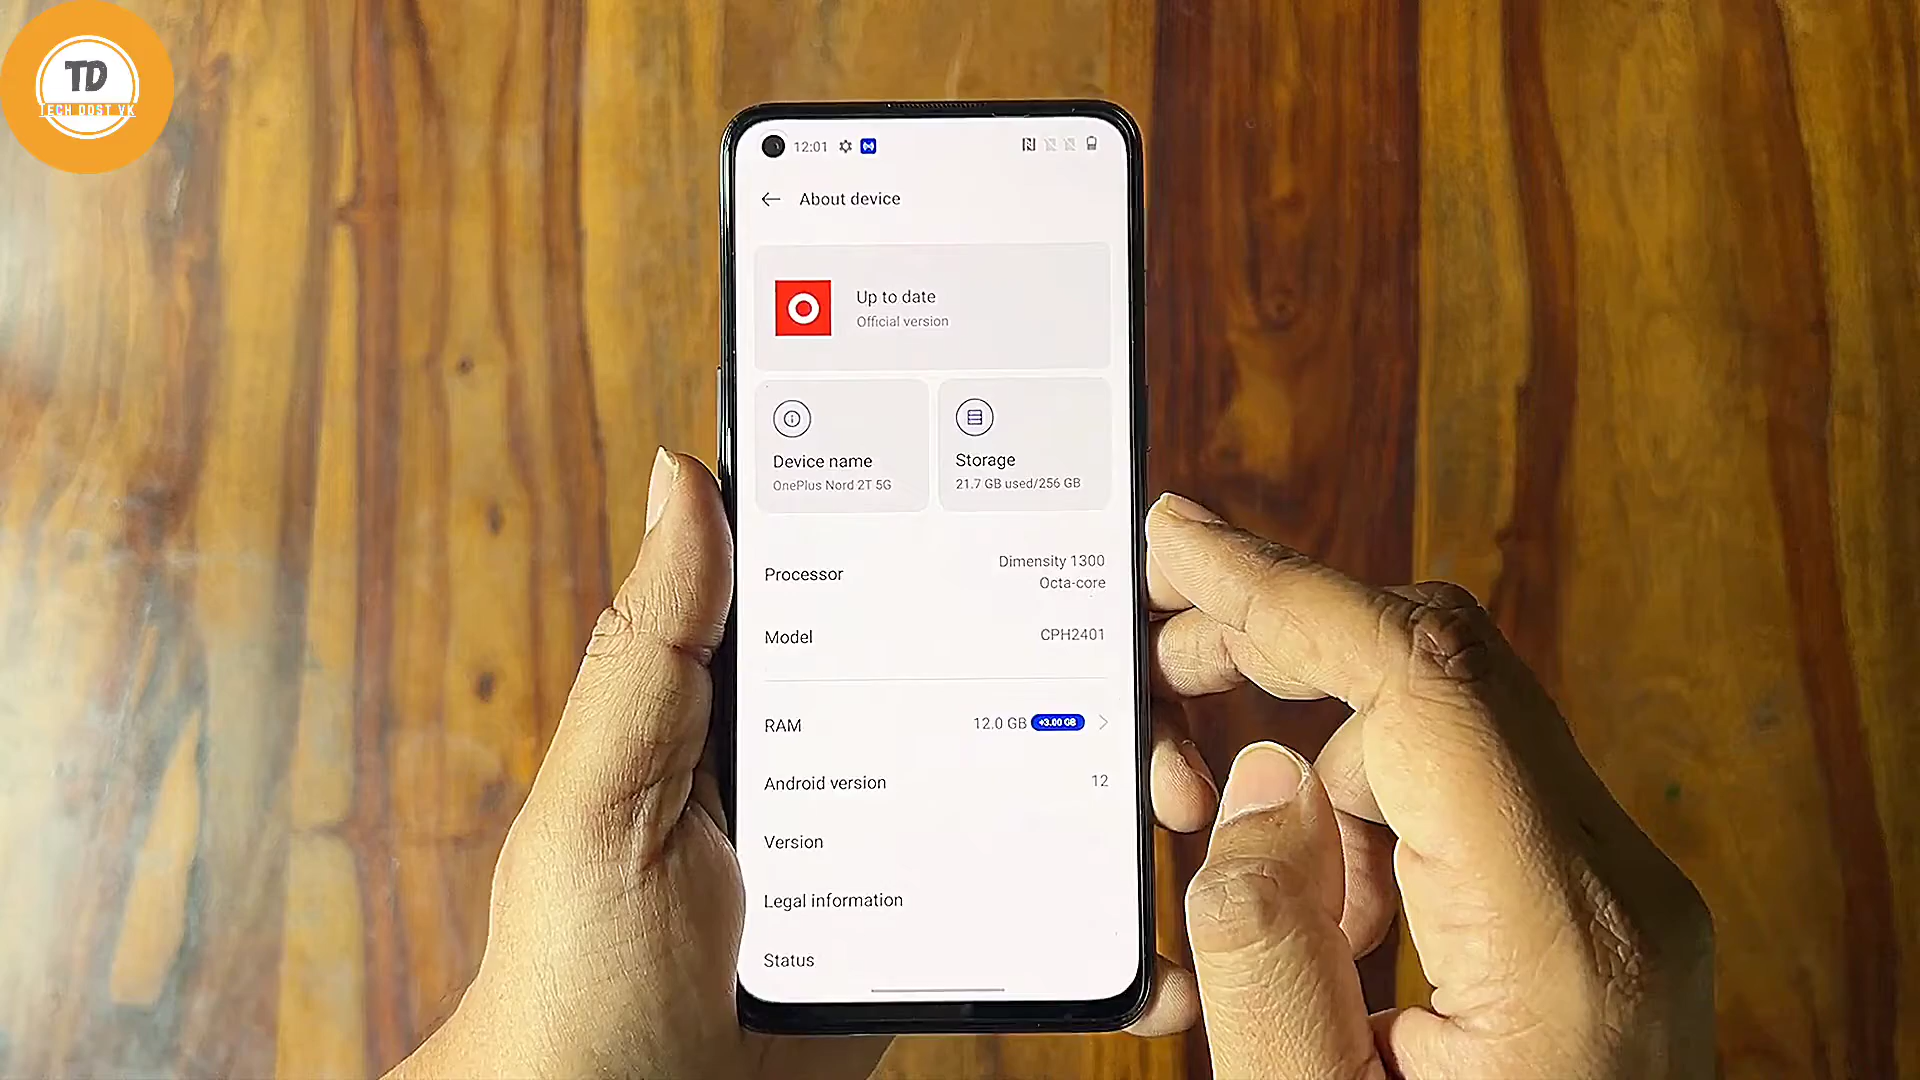 TD
TECH DOST VK
12:01
About device
Up to date
Official version
Device name
OnePlus Nord 2T 5G
Storage
21.7 GB used/256 GB
Processor
Dimensity 1300
Octa-core
Model
CPH2401
RAM
12.0 GB +3.00 GB
Android version
12
Version
Legal information
Status